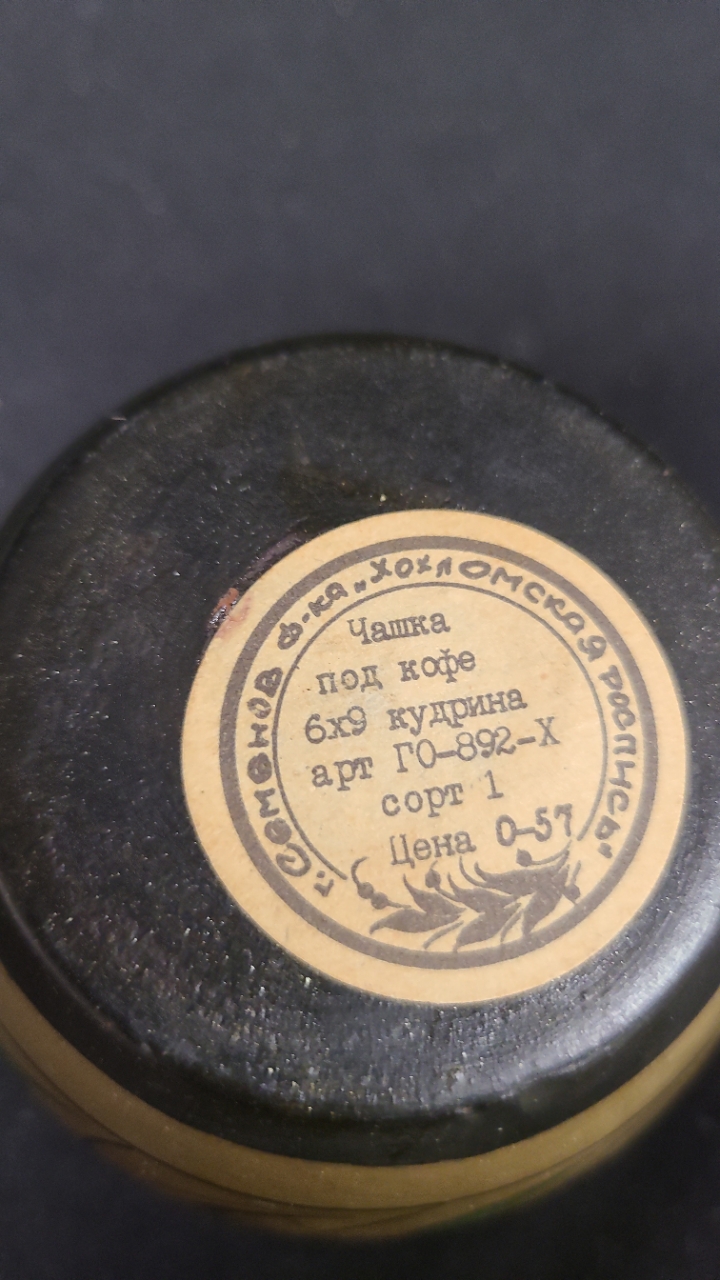 г. Семенов ф-ка „Хохломская роспись"
Чашка
под кофе
6х9 кудрина
арт ГО-892-Х
сорт 1
Цена 0-57